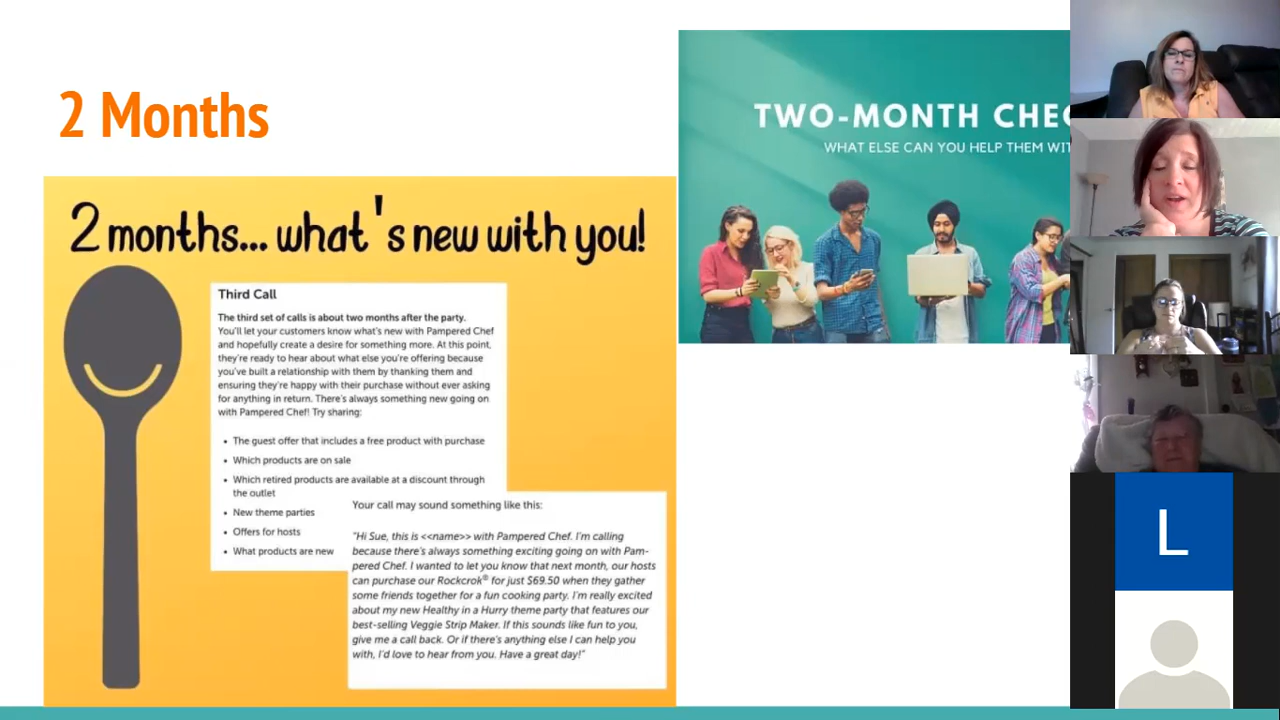 2 Months
2 months... what's new with you!
Third Call
The third set of calls is about two months after the party.
You'll let your customers know what's new with Pampered Chef
and hopefully create a desire for something more. At this point,
they're ready to hear about what else you're offering because
you've built a relationship with them by thanking them and
ensuring they're happy with their purchase without ever asking
for anything in return. There's always something new going on
with Pampered Chef! Try sharing:
• The guest offer that includes a free product with purchase
• Which products are on sale
• Which retired products are available at a discount through
the outlet
• New theme parties
• Offers for hosts
• What products are new
Your call may sound something like this:
"Hi Sue, this is <<name>> with Pampered Chef. I'm calling
because there's always something exciting going on with Pam-
pered Chef. I wanted to let you know that next month, our hosts
can purchase our Rockcrok® for just $69.50 when they gather
some friends together for a fun cooking party. I'm really excited
about my new Healthy in a Hurry theme party that features our
best-selling Veggie Strip Maker. If this sounds like fun to you,
give me a call back. Or if there's anything else I can help you
with, I'd love to hear from you. Have a great day!"
TWO-MONTH CHEC
WHAT ELSE CAN YOU HELP THEM WIT
L